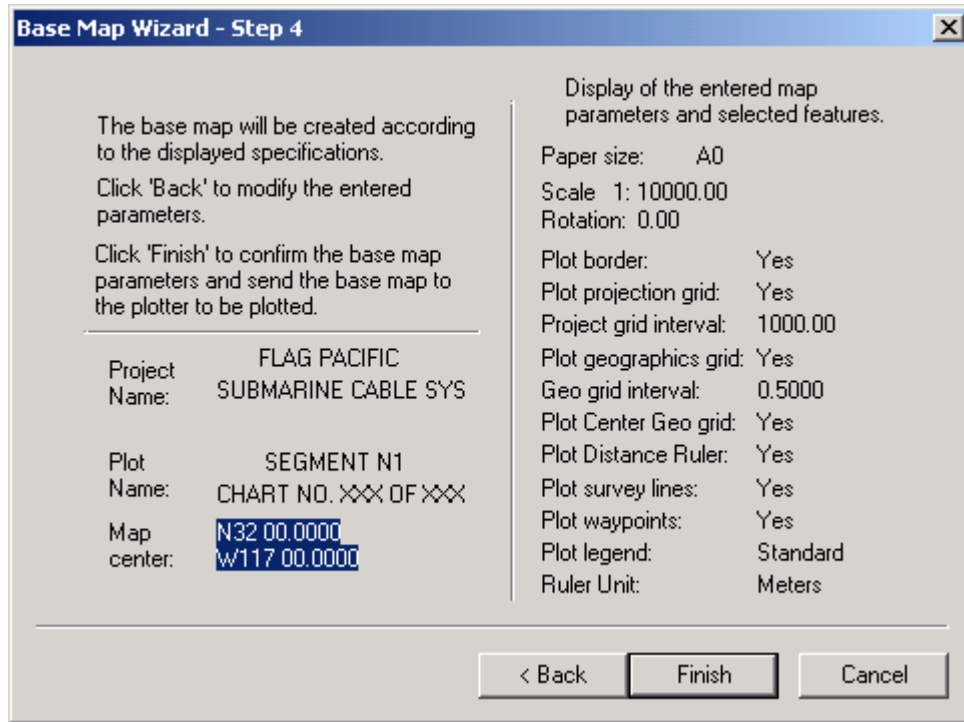 Base Map Wizard - Step 4
The base map will be created according
to the displayed specifications.
Click 'Back' to modify the entered
parameters.
Click 'Finish' to confirm the base map
parameters and send the base map to
the plotter to be plotted.
Project
Name:
FLAG PACIFIC
SUBMARINE CABLE SYS
Plot
Name:
SEGMENT N1
CHART NO. XXX OF XXX
Map
center:
N32 00.0000
W117 00.0000
Display of the entered map
parameters and selected features.
Paper size: A0
Scale 1: 10000.00
Rotation: 0.00
Plot border: Yes
Plot projection grid: Yes
Project grid interval: 1000.00
Plot geographics grid: Yes
Geo grid interval: 0.5000
Plot Center Geo grid: Yes
Plot Distance Ruler: Yes
Plot survey lines: Yes
Plot waypoints: Yes
Plot legend: Standard
Ruler Unit: Meters
< Back
Finish
Cancel